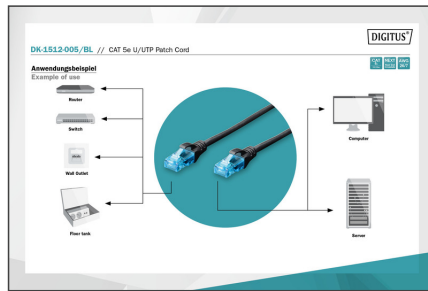 DIGITUS®
DK-1512-005/BL // CAT 5e U/UTP Patch Cord
Anwendungsbeispiel
Example of use
Router
Switch
Wall Outlet
Floor tank
Computer
Server